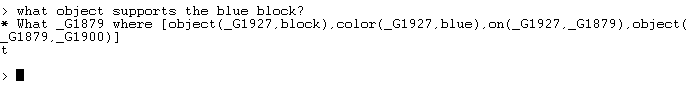 > what object supports the blue block?
* What _G1879 where [object(_G1927,block),color(_G1927,blue),on(_G1927,_G1879),object(
_G1879,_G1900)]
t
>